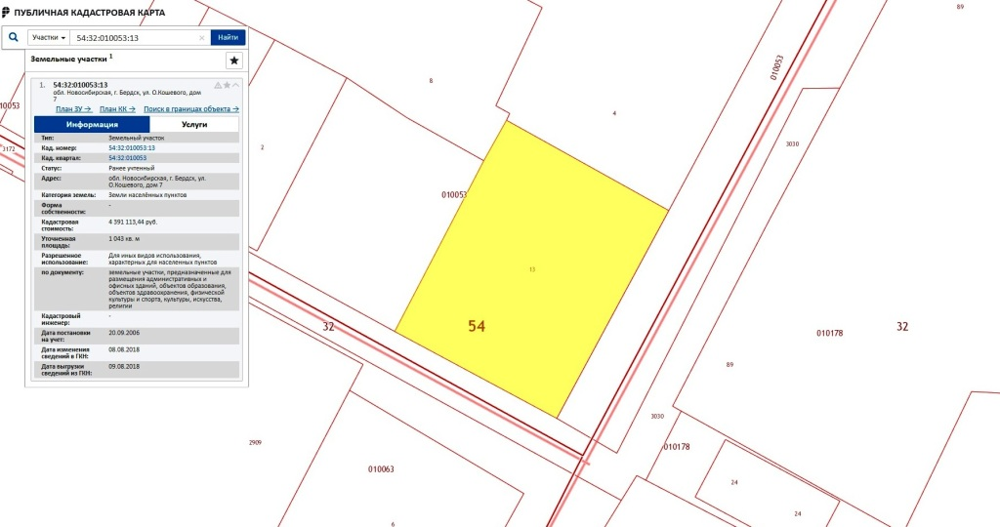 ПУБЛИЧНАЯ КАДАСТРОВАЯ КАРТА
Участки 54:32:010053:13 × Найти
Земельные участки 1
1. 54:32:010053:13
обл. Новосибирская, г. Бердск, ул. О.Кошевого, дом
7
План ЗУ → План КК → Поиск в границах объекта →
Информация Услуги
Тип: Земельный участок
Кад. номер: 54:32:010053:13
Кад. квартал: 54:32:010053
Статус: Ранее учтенный
Адрес: обл. Новосибирская, г. Бердск, ул.
О.Кошевого, дом 7
Категория земель: Земли населённых пунктов
Форма
собственности: -
Кадастровая
стоимость: 4 391 113,44 руб.
Уточненная
площадь: 1 043 кв. м
Разрешенное Для иных видов использования,
использование: характерных для населенных пунктов
по документу: земельные участки, предназначенные для
размещения административных и
офисных зданий, объектов образования,
объектов здравоохранения, физической
культуры и спорта, культуры, искусства,
религии
Кадастровый
инженер: -
Дата постановки
на учет: 20.09.2006
Дата изменения
сведений в ГКН: 08.08.2018
Дата выгрузки
сведений из ГКН: 09.08.2018
89
010053
8
4
10053
3172
2
3030
010053
13
32
54
010178
32
89
3030
2909
010178
010063
24
24
6